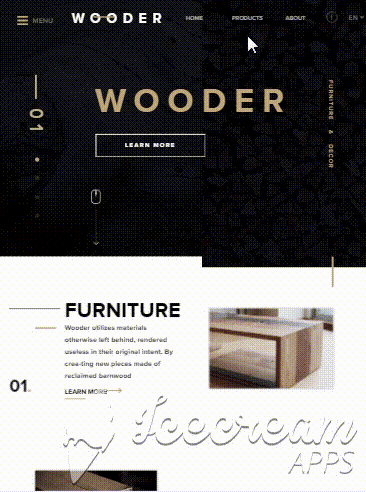 MENU
WOODER
HOME
PRODUCTS
ABOUT
EN
01
WOODER
LEARN MORE
FURNITURE & DECOR
FURNITURE
Wooder utilizes materials
otherwise left behind, rendered
useless in their original intent. By
crea-ting new pieces made of
reclaimed barnwood
01.
LEARN MORE
Icecream
APPS